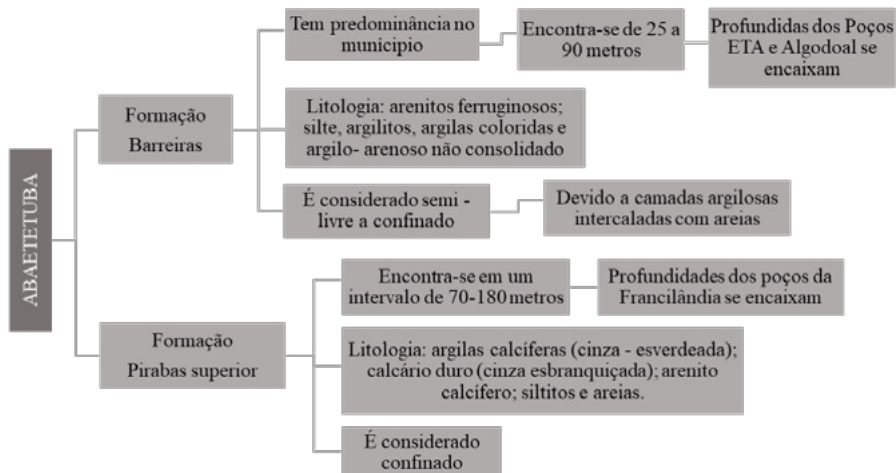 ABAETETUBA
Formação
Barreiras
Tem predominância no
munícipio
Encontra-se de 25 a
90 metros
Profundidas dos Poços
ETA e Algodoal se
encaixam
Litologia: arenitos ferruginosos;
silte, argilitos, argilas coloridas e
argilo- arenoso não consolidado
É considerado semi -
livre a confinado
Devido a camadas argilosas
intercaladas com areias
Formação
Pirabas superior
Encontra-se em um
intervalo de 70-180 metros
Profundidades dos poços da
Francilândia se encaixam
Litologia: argilas calcíferas (cinza - esverdeada);
calcário duro (cinza esbranquiçada); arenito
calcífero; siltitos e areias.
É considerado
confinado